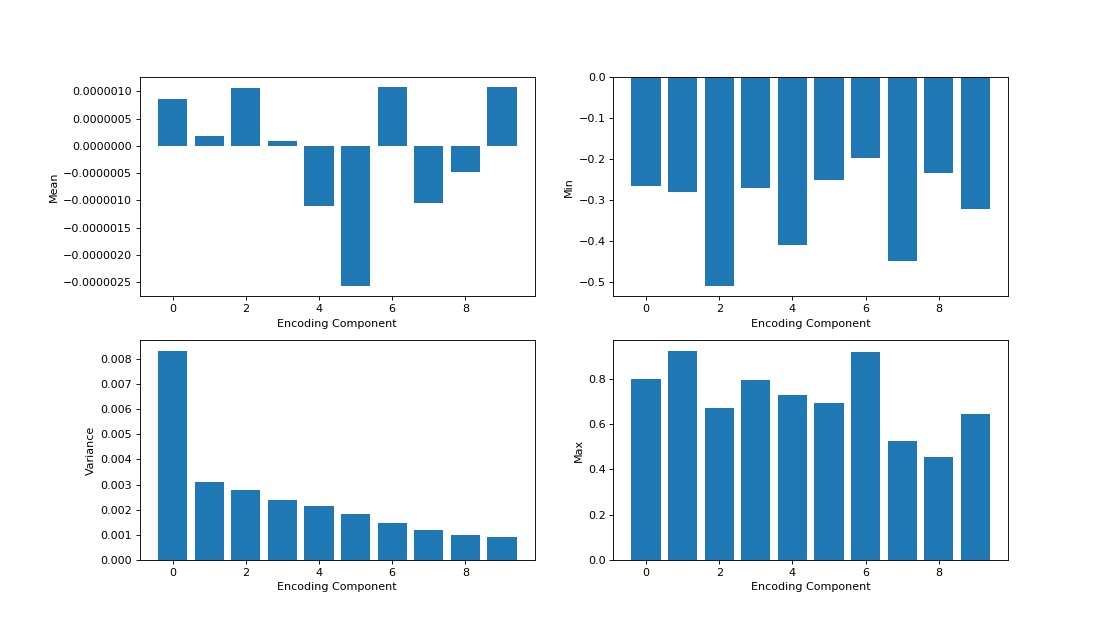 Mean
0.0000010
0.0000005
0.0000000
−0.0000005
−0.0000010
−0.0000015
−0.0000020
−0.0000025
0 2 4 6 8
Encoding Component
Min
0.0
−0.1
−0.2
−0.3
−0.4
−0.5
0 2 4 6 8
Encoding Component
Variance
0.008
0.007
0.006
0.005
0.004
0.003
0.002
0.001
0.000
0 2 4 6 8
Encoding Component
Max
0.8
0.6
0.4
0.2
0.0
0 2 4 6 8
Encoding Component